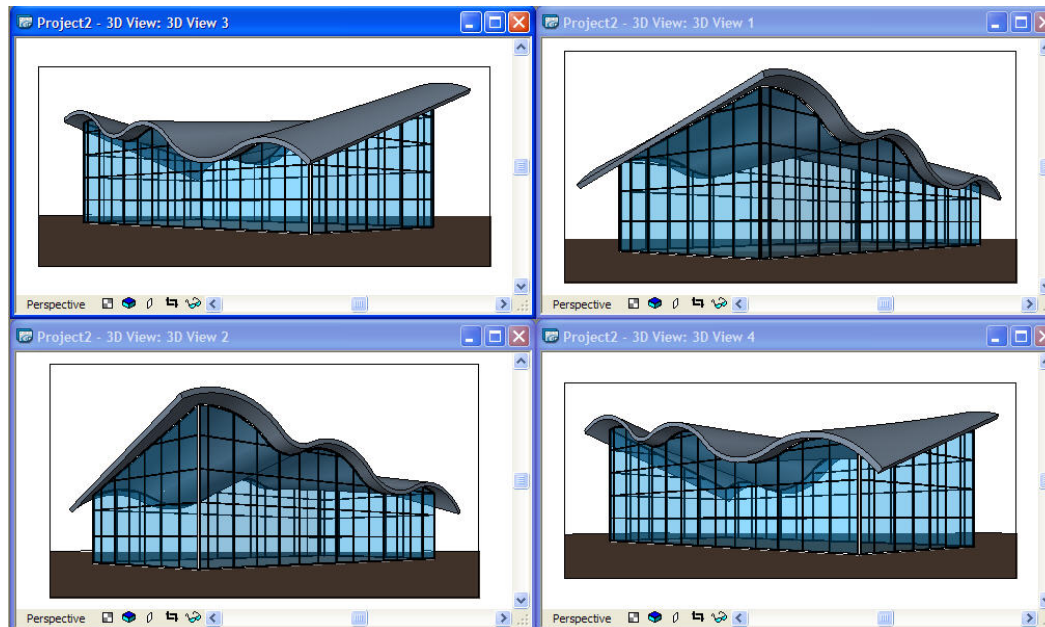 Project2 - 3D View: 3D View 3
Project2 - 3D View: 3D View 1
Perspective
Perspective
Project2 - 3D View: 3D View 2
Project2 - 3D View: 3D View 4
Perspective
Perspective